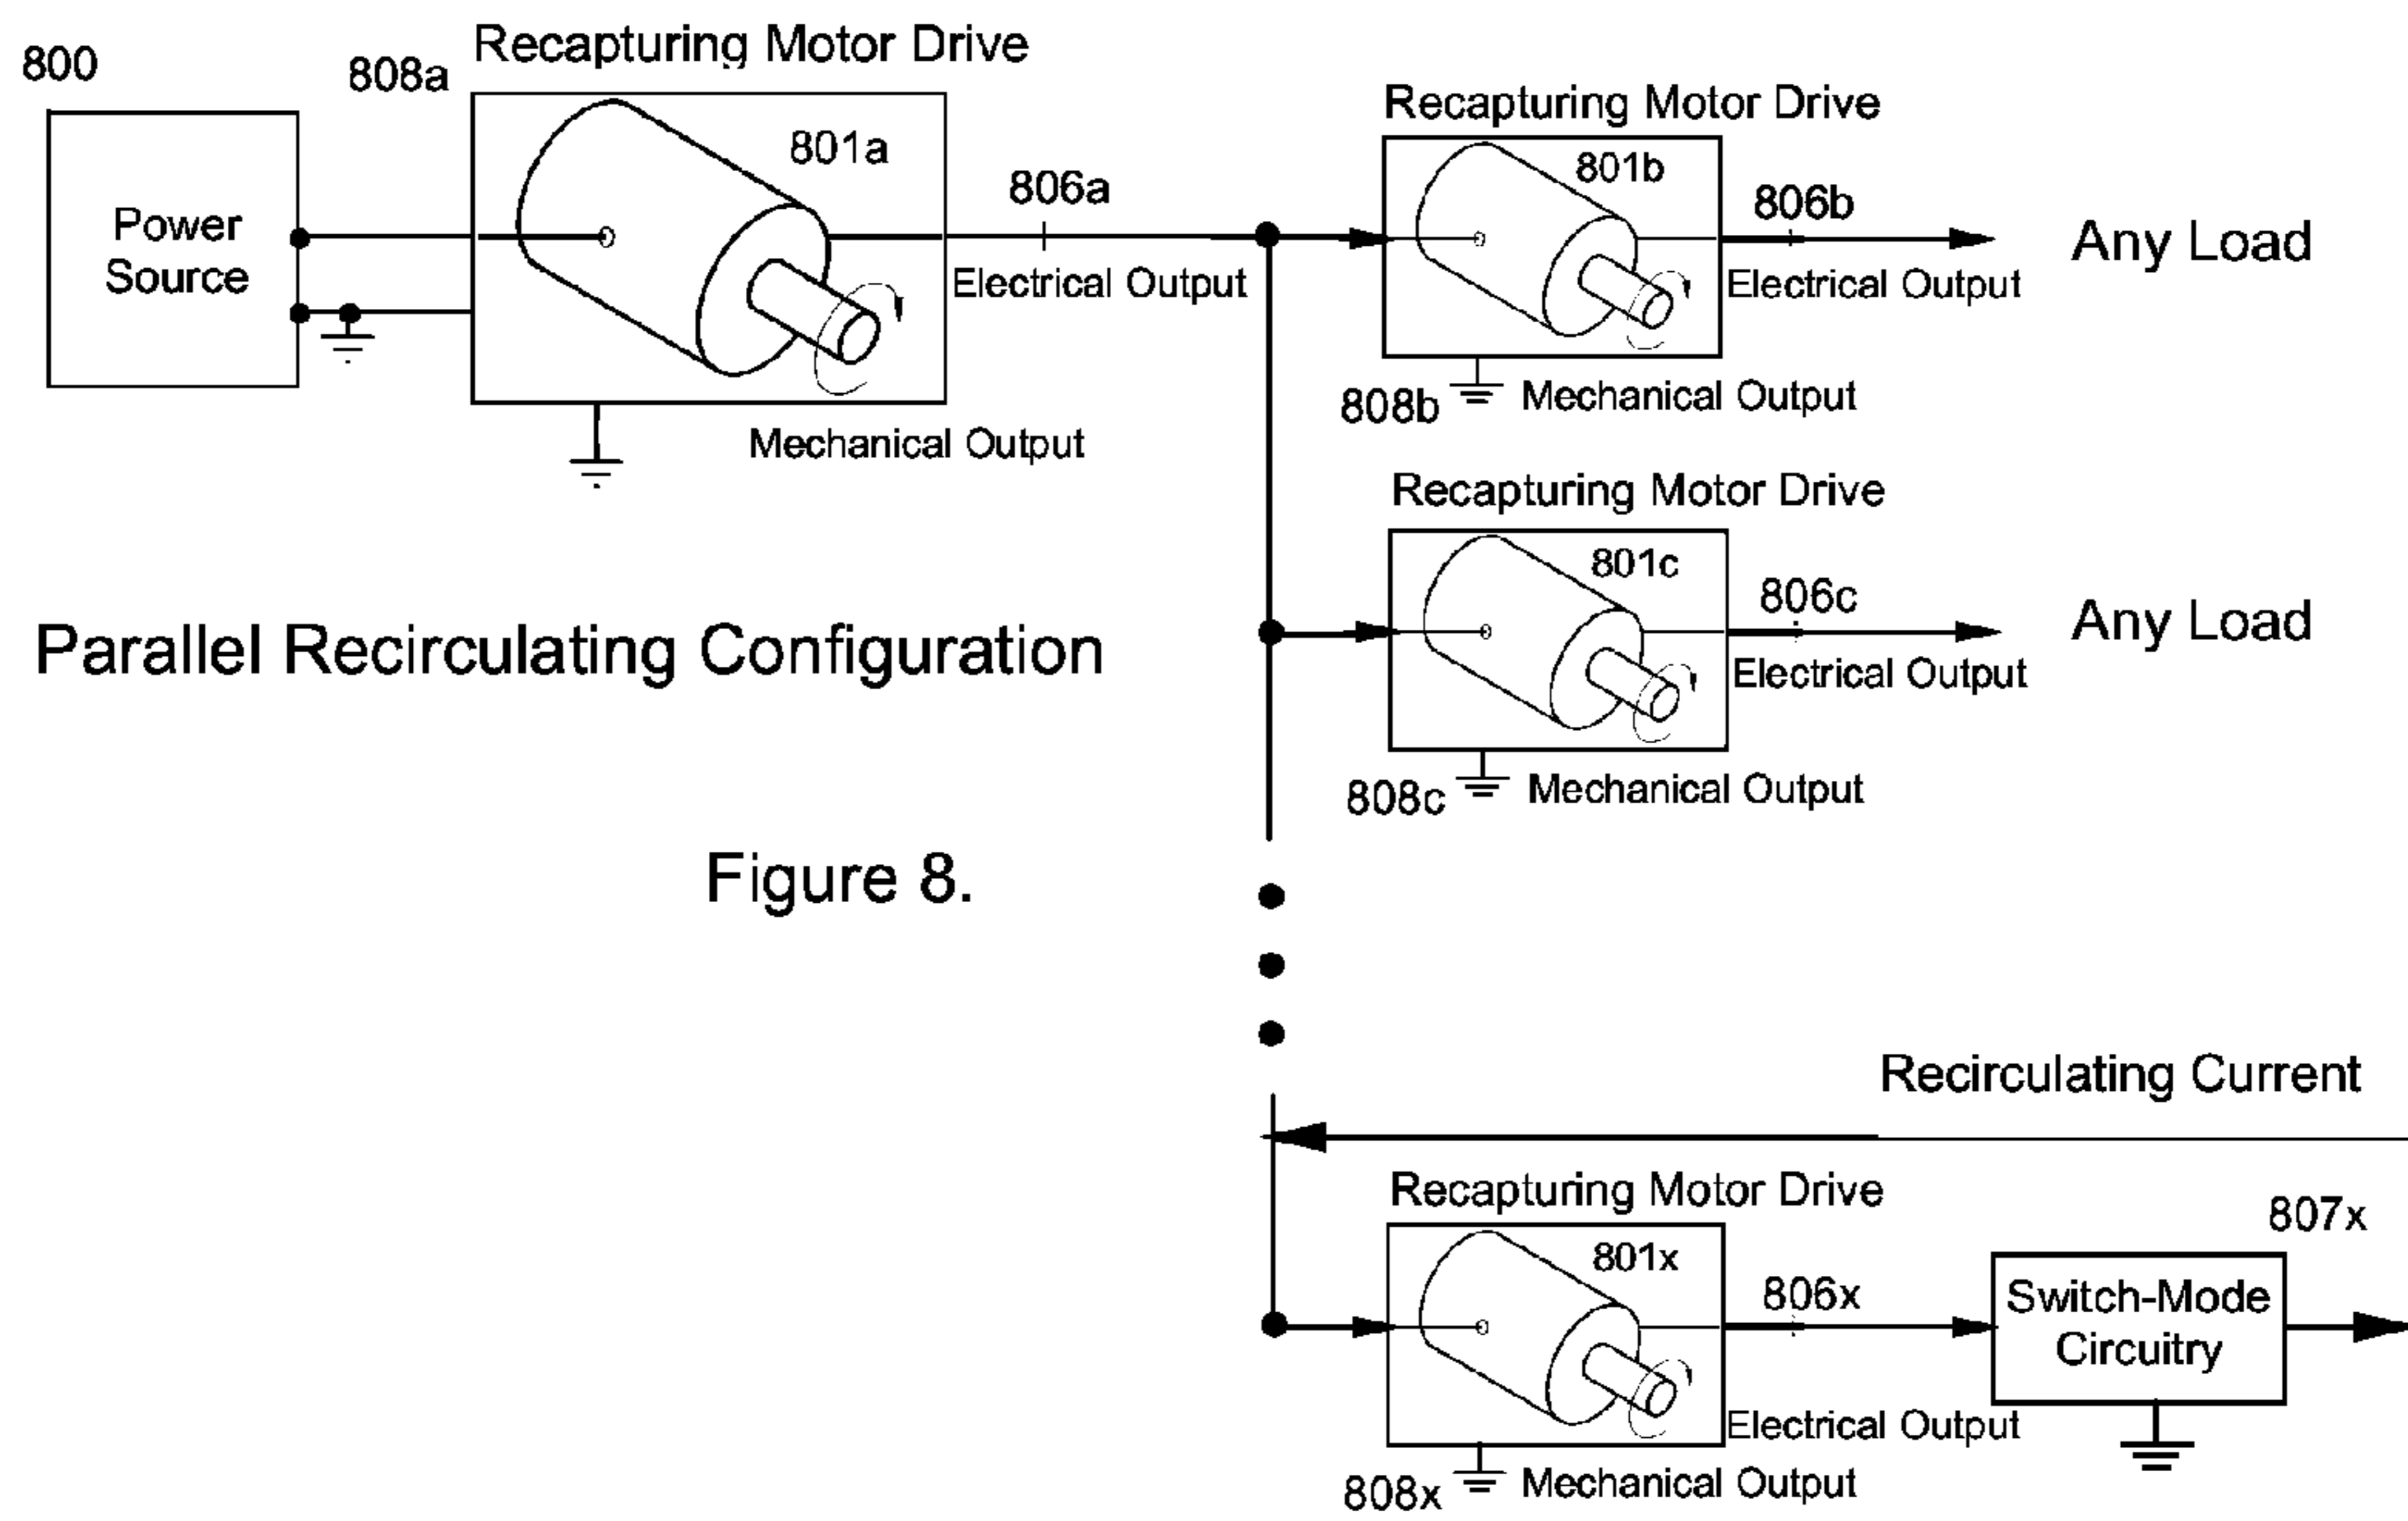 800
808a
Recapturing Motor Drive
Power
Source
801a
806a
Electrical Output
Mechanical Output
Recapturing Motor Drive
801b
806b
Electrical Output
Any Load
808b
Mechanical Output
Recapturing Motor Drive
801c
806c
Electrical Output
Any Load
808c
Mechanical Output
Parallel Recirculating Configuration
Figure 8.
Recirculating Current
Recapturing Motor Drive
801x
806x
Electrical Output
807x
Switch-Mode
Circuitry
808x
Mechanical Output